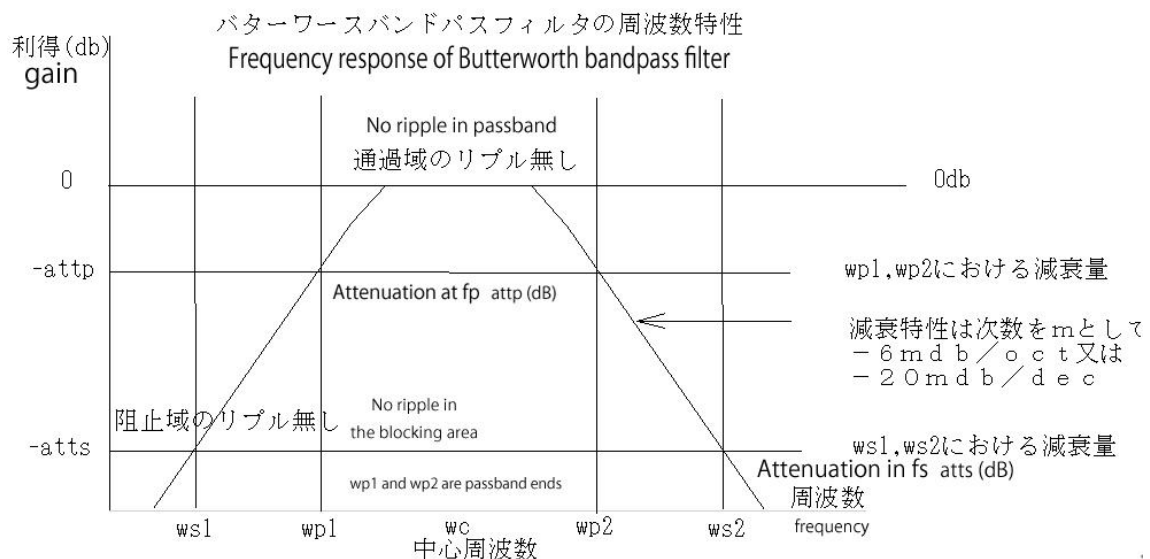 バターワースバンドパスフィルタの周波数特性
利得(db)
gain
Frequency response of Butterworth bandpass filter
No ripple in passband
通過域のリプル無し
0
0db
-attp
wp1,wp2における減衰量
Attenuation at fp attp (dB)
減衰特性は次数をmとして
－６ｍｄｂ／ｏｃｔ又は
－２０ｍｄｂ／ｄｅｃ
No ripple in
the blocking area
阻止域のリプル無し
-atts
ws1,ws2における減衰量
Attenuation in fs atts (dB)
wp1 and wp2 are passband ends
周波数
frequency
ws1
wp1
wc
wp2
ws2
中心周波数